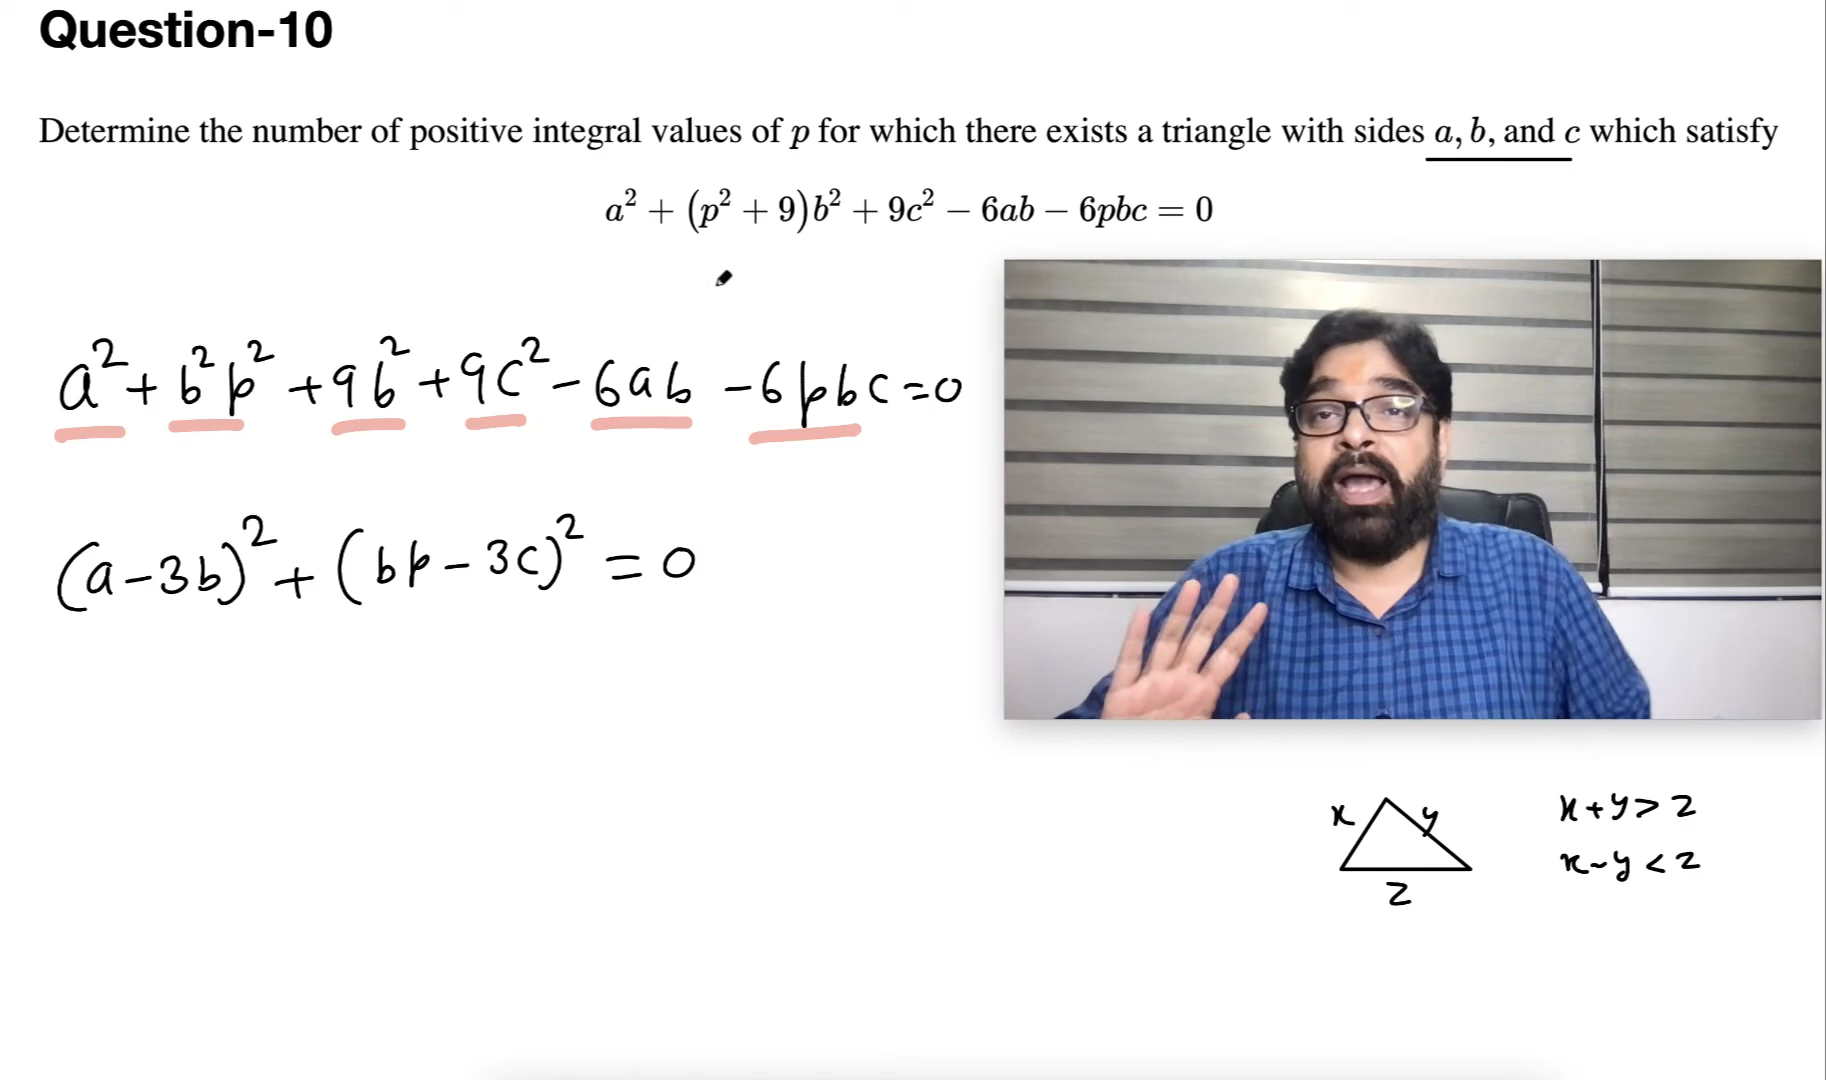 Question-10
Determine the number of positive integral values of p for which there exists a triangle with sides a, b, and c which satisfy
a² + (p² + 9)b² + 9c² − 6ab − 6pbc = 0
a² + b²p² + 9b² + 9c² − 6ab − 6pbc = 0
(a − 3b)² + (bp − 3c)² = 0
x y
x + y > z
x ~ y < z
z